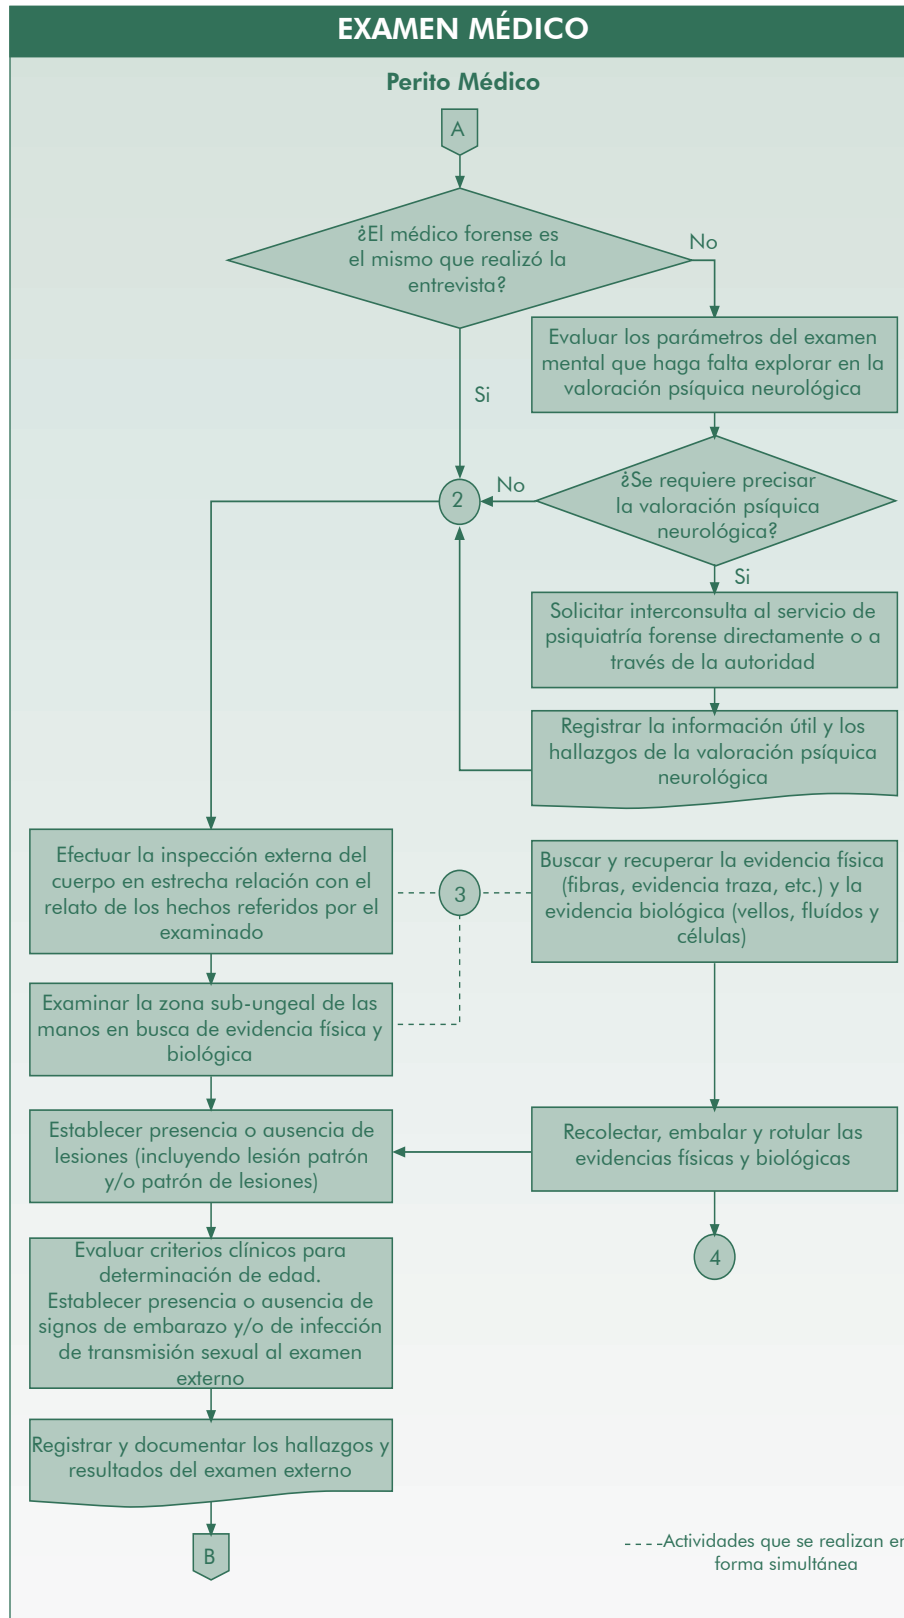 EXAMEN MÉDICO
Perito Médico
A
¿El médico forense es
el mismo que realizó la
entrevista?
No
Si
Evaluar los parámetros del examen
mental que haga falta explorar en la
valoración psíquica neurológica
¿Se requiere precisar
la valoración psíquica
neurológica?
No
2
Si
Solicitar interconsulta al servicio de
psiquiatría forense directamente o a
través de la autoridad
Registrar la información útil y los
hallazgos de la valoración psíquica
neurológica
Efectuar la inspección externa del
cuerpo en estrecha relación con el
relato de los hechos referidos por el
examinado
3
Buscar y recuperar la evidencia física
(fibras, evidencia traza, etc.) y la
evidencia biológica (vellos, fluídos y
células)
Examinar la zona sub-ungeal de las
manos en busca de evidencia física y
biológica
Establecer presencia o ausencia de
lesiones (incluyendo lesión patrón
y/o patrón de lesiones)
Recolectar, embalar y rotular las
evidencias físicas y biológicas
4
Evaluar criterios clínicos para
determinación de edad.
Establecer presencia o ausencia de
signos de embarazo y/o de infección
de transmisión sexual al examen
externo
Registrar y documentar los hallazgos y
resultados del examen externo
B
----Actividades que se realizan en
forma simultánea